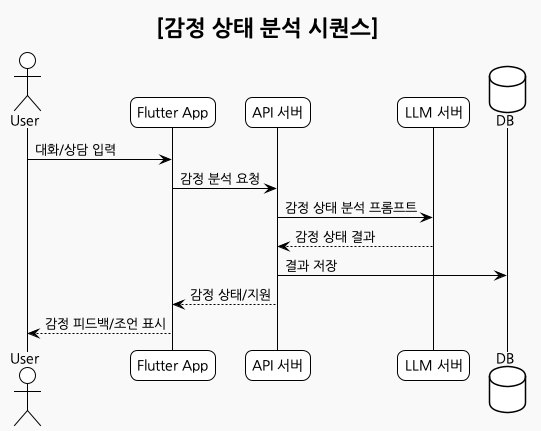 [감정 상태 분석 시퀀스]
User
Flutter App
API 서버
LLM 서버
DB
대화/상담 입력
감정 분석 요청
감정 상태 분석 프롬프트
감정 상태 결과
결과 저장
감정 상태/지원
감정 피드백/조언 표시
User
Flutter App
API 서버
LLM 서버
DB